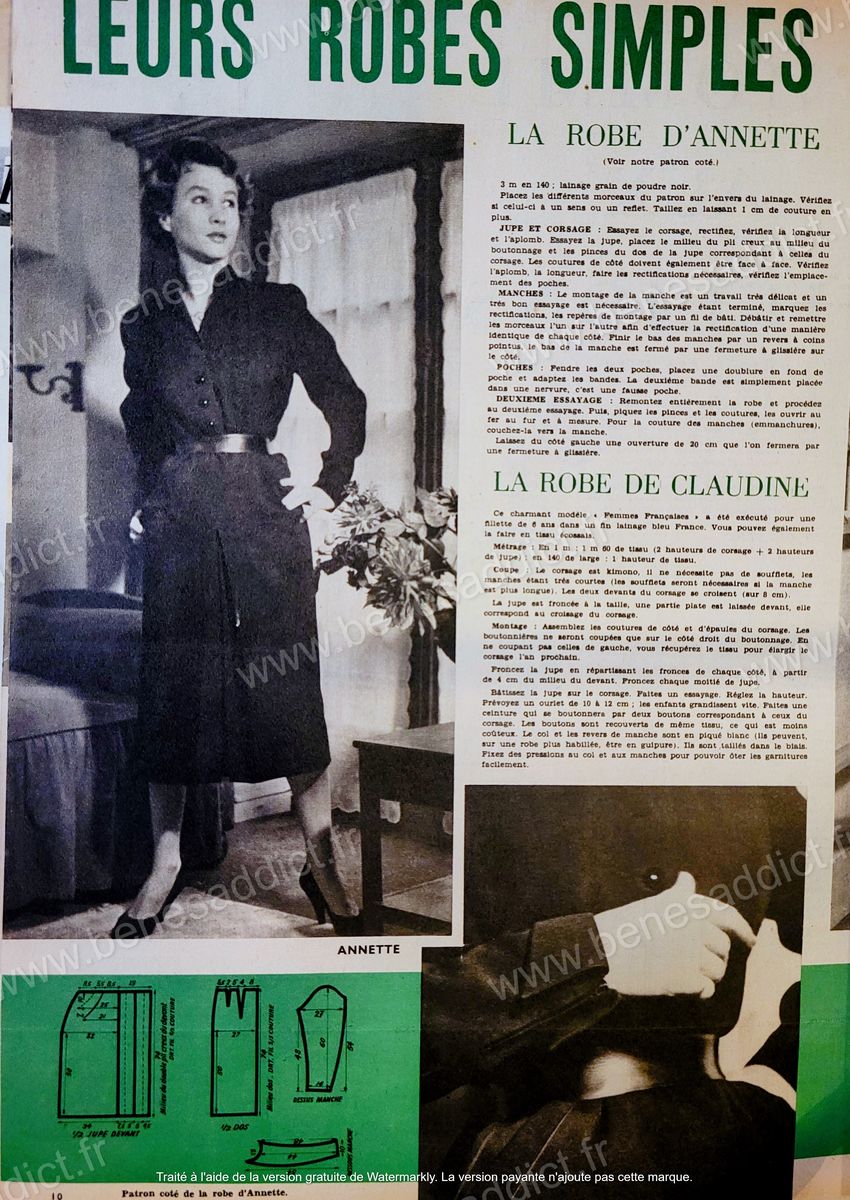 LEURS ROBES SIMPLES
LA ROBE D'ANNETTE
(Voir notre patron coté.)
3 m en 140 ; lainage grain de poudre noir.
Placez les différents morceaux du patron sur l'envers du lainage. Vérifiez
si celui-ci a un sens ou un reflet. Taillez en laissant 1 cm de couture en
plus.
JUPE ET CORSAGE : Essayez le corsage, rectifiez, vérifiez la longueur
et l'aplomb. Essayez la jupe, placez le milieu du pli creux au milieu du
boutonnage et les pinces du dos de la jupe correspondant à celles du
corsage. Les coutures de côté doivent également être face à face. Vérifiez
l'aplomb, la longueur, faire les rectifications nécessaires, vérifiez l'emplace-
ment des poches.
MANCHES : Le montage de la manche est un travail très délicat et un
très bon essayage est nécessaire. L'essayage étant terminé, marquez les
rectifications, les repères de montage par un fil de bâti. Débâtir et remettre
les morceaux l'un sur l'autre afin d'effectuer la rectification d'une manière
identique de chaque côté. Finir le bas des manches par un revers à coins
pointus, le bas de la manche est fermé par une fermeture à glissière sur
le côté.
POCHES : Fendre les deux poches, placez une doublure en fond de
poche et adaptez les bandes. La deuxième bande est simplement placée
dans une nervure, c'est une fausse poche.
DEUXIEME ESSAYAGE : Remontez entièrement la robe et procédez
au deuxième essayage. Puis, piquez les pinces et les coutures, les ouvrir au
fer au fur et à mesure. Pour la couture des manches (emmanchures),
couchez-la vers la manche.
Laissez du côté gauche une ouverture de 20 cm que l'on fermera par
une fermeture à glissière.
LA ROBE DE CLAUDINE
Ce charmant modèle « Femmes Françaises » a été exécuté pour une
fillette de 6 ans dans un fin lainage bleu France. Vous pouvez également
la faire en tissu écossais.
Métrage : En 1 m ; 1 m 60 de tissu (2 hauteurs de corsage + 2 hauteurs
de jupe) ; en 140 de large : 1 hauteur de tissu.
Coupe : Le corsage est kimono, il ne nécessite pas de soufflets, les
manches étant très courtes (les soufflets seront nécessaires si la manche
est plus longue). Les deux devants du corsage se croisent (sur 8 cm).
La jupe est froncée à la taille, une partie plate est laissée devant, elle
correspond au croisage du corsage.
Montage : Assemblez les coutures de côté et d'épaules du corsage. Les
boutonnières ne seront coupées que sur le côté droit du boutonnage. En
ne coupant pas celles de gauche, vous récupérez le tissu pour élargir le
corsage l'an prochain.
Froncez la jupe en répartissant les fronces de chaque côté, à partir
de 4 cm du milieu du devant. Froncez chaque moitié de jupe.
Bâtissez la jupe sur le corsage. Faites un essayage. Réglez la hauteur.
Prévoyez un ourlet de 10 à 12 cm ; les enfants grandissent vite. Faites une
ceinture qui se boutonnera par deux boutons correspondant à ceux du
corsage. Les boutons sont recouverts de même tissu, ce qui est moins
coûteux. Le col et les revers de manche sont en piqué blanc (ils peuvent,
sur une robe plus habillée, être en guipure). Ils sont taillés dans le biais.
Fixez des pressions au col et aux manches pour pouvoir ôter les garnitures
facilement.
ANNETTE
1/2 JUPE DEVANT
1/2 DOS
DESSUS MANCHE
10 Patron coté de la robe d'Annette.
www.benesaddict.fr
Traité à l'aide de la version gratuite de Watermarkly. La version payante n'ajoute pas cette marque.